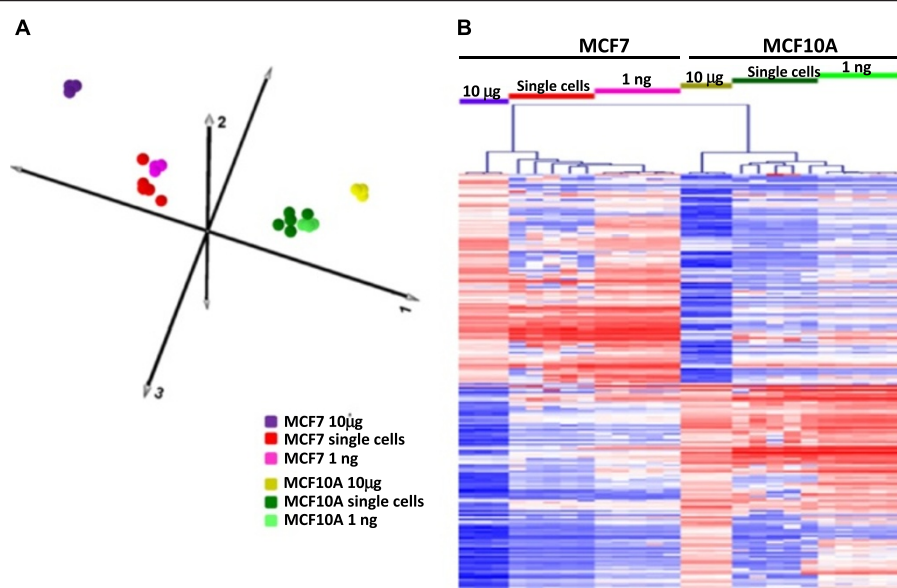 A
2
1
3
MCF7 10µg
MCF7 single cells
MCF7 1 ng
MCF10A 10µg
MCF10A single cells
MCF10A 1 ng
B
MCF7 MCF10A
10 µg Single cells 1 ng 10 µg Single cells 1 ng